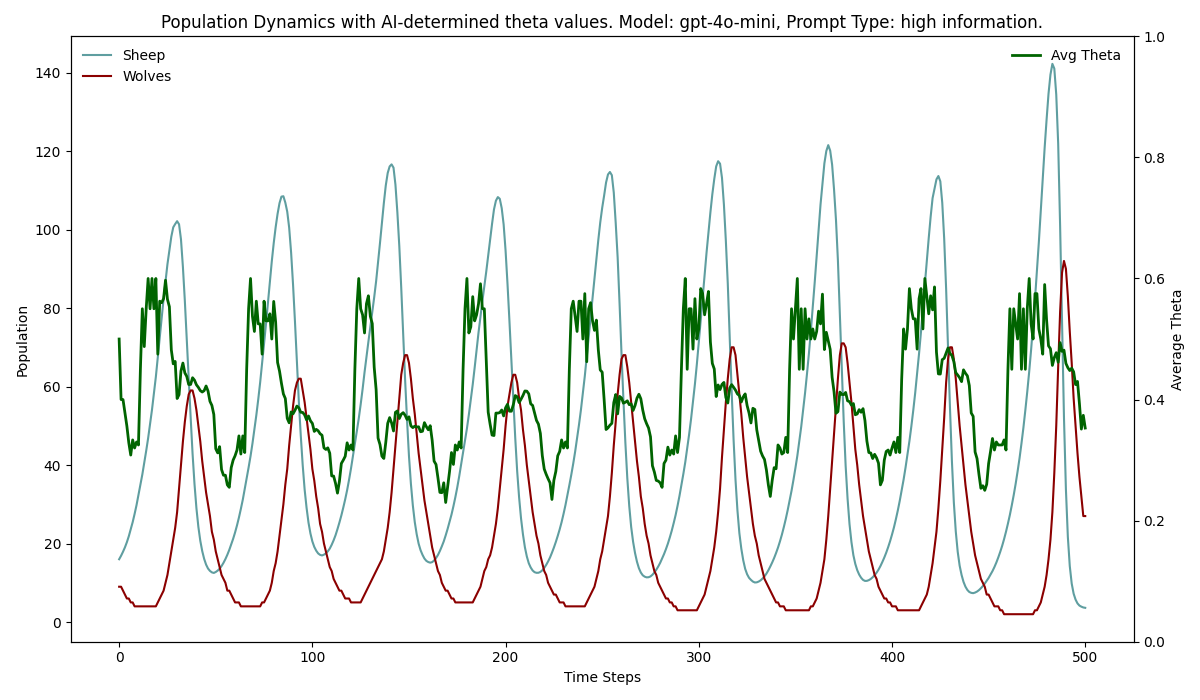 Population Dynamics with AI-determined theta values. Model: gpt-4o-mini, Prompt Type: high information.
Sheep
Wolves
Avg Theta
Population
140
120
100
80
60
40
20
0
1.0
0.8
0.6
0.4
0.2
0.0
Average Theta
0 100 200 300 400 500
Time Steps